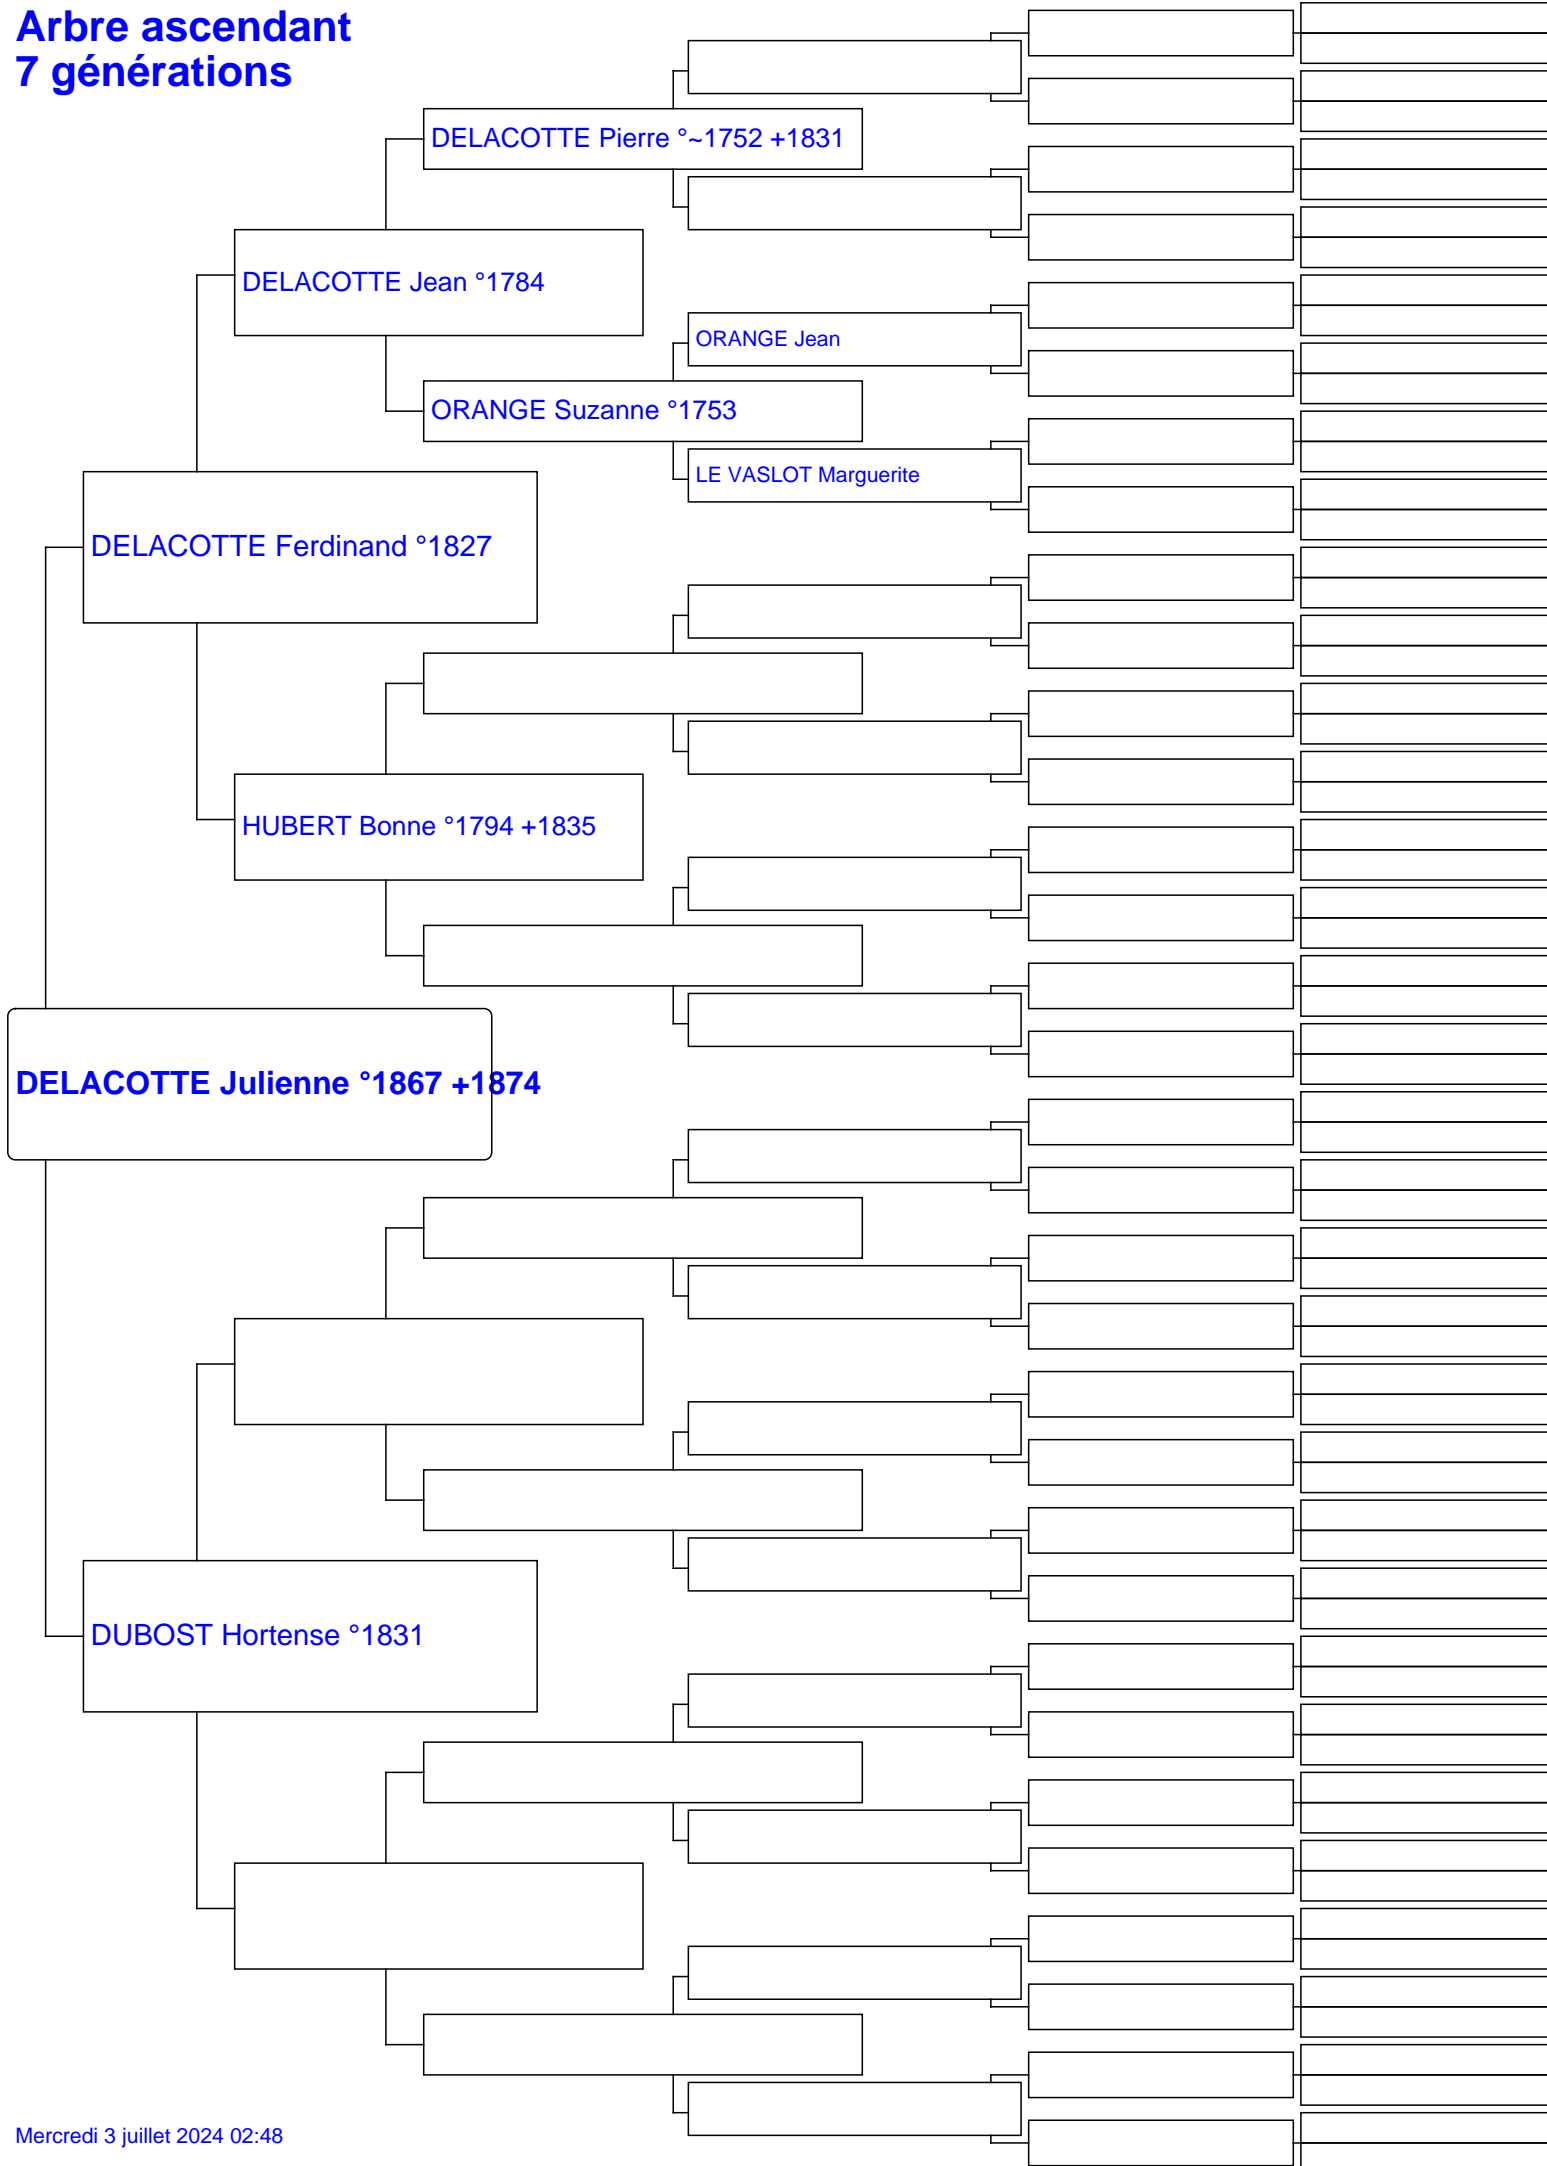 Arbre ascendant
7 générations
DELACOTTE Pierre °~1752 +1831
DELACOTTE Jean °1784
ORANGE Jean
ORANGE Suzanne °1753
LE VASLOT Marguerite
DELACOTTE Ferdinand °1827
HUBERT Bonne °1794 +1835
DELACOTTE Julienne °1867 +1874
DUBOST Hortense °1831
Mercredi 3 juillet 2024 02:48